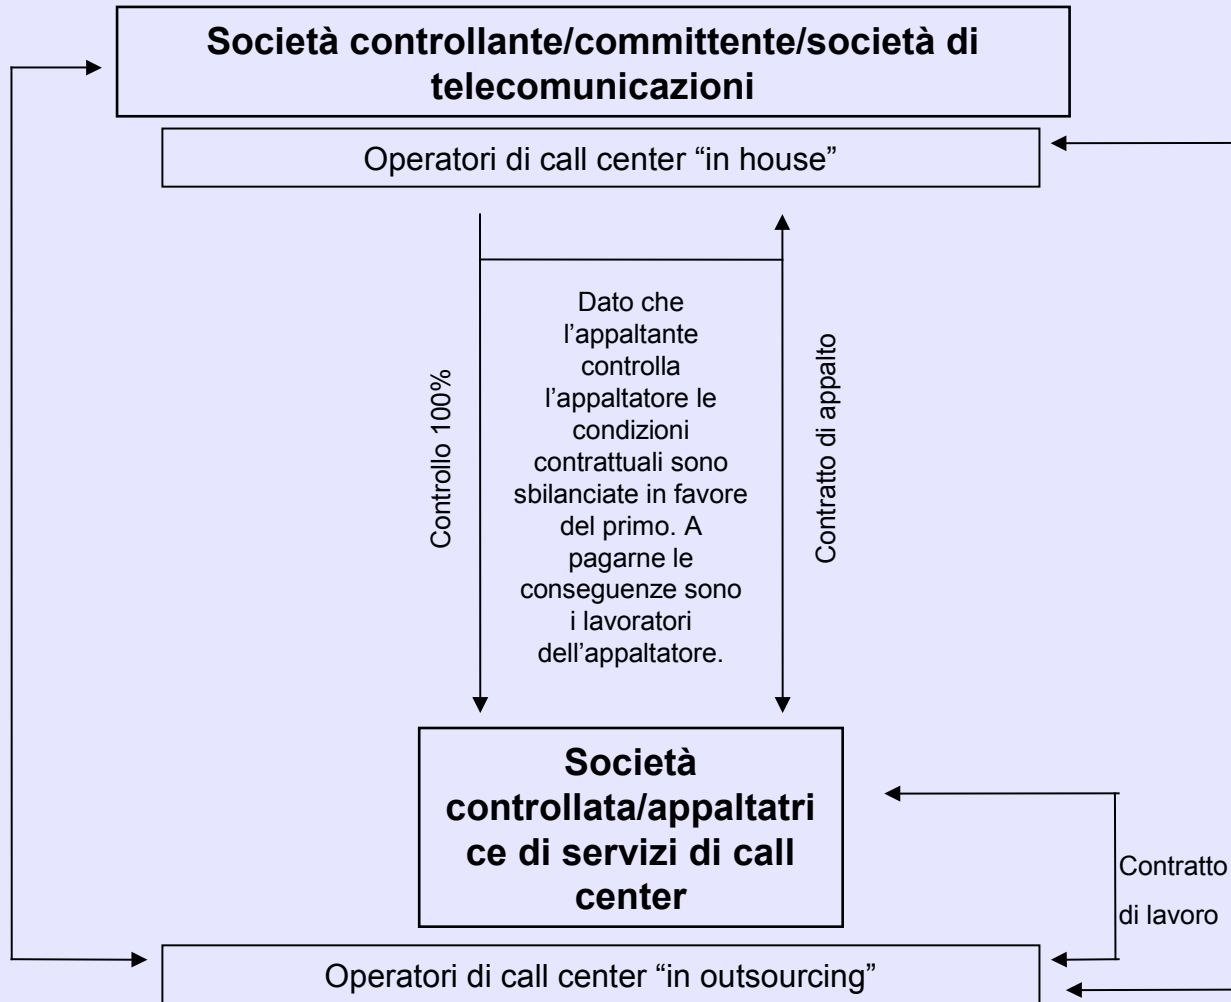 Società controllante/committente/società di
telecomunicazioni
Operatori di call center “in house”
Controllo 100%
Dato che
l’appaltante
controlla
l’appaltatore le
condizioni
contrattuali sono
sbilanciate in favore
del primo. A
pagarne le
conseguenze sono
i lavoratori
dell’appaltatore.
Contratto di appalto
Società
controllata/appaltatri
ce di servizi di call
center
Contratto
di lavoro
Operatori di call center “in outsourcing”